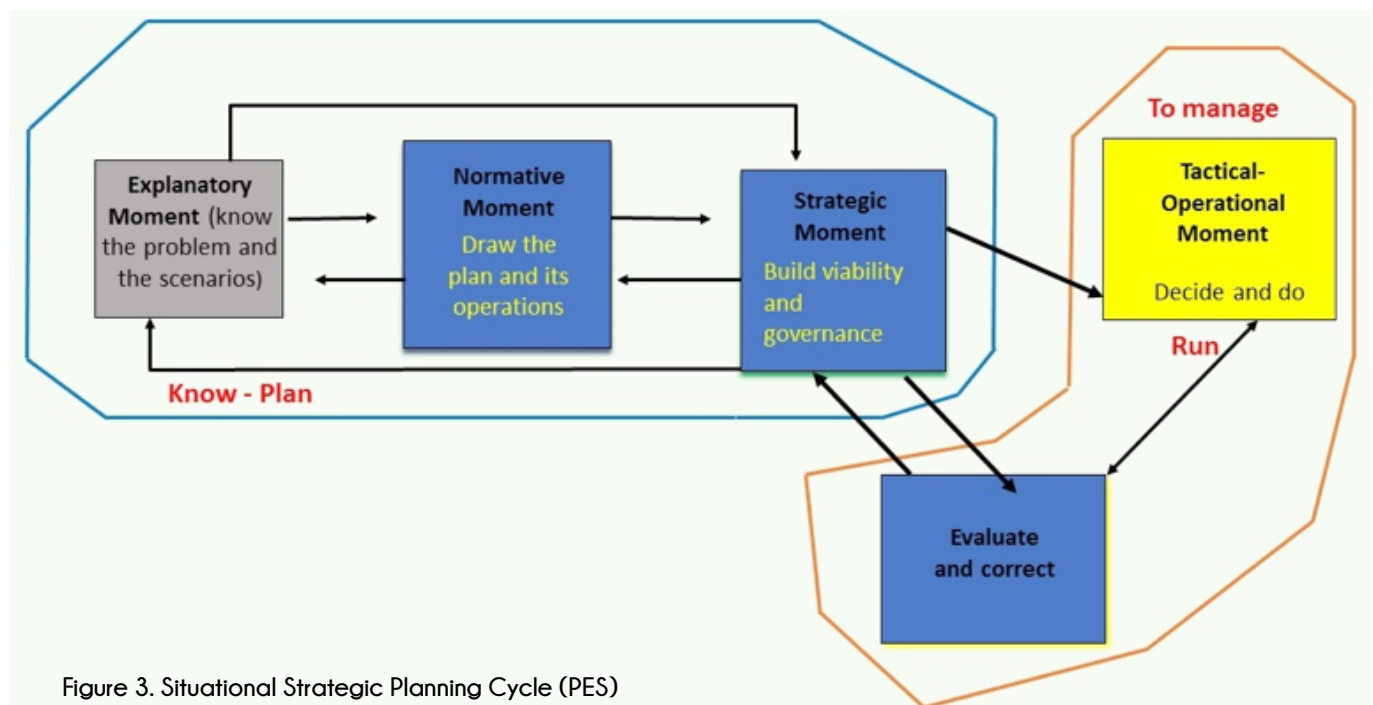 To manage
Explanatory
Moment (know
the problem and
the scenarios)
Normative
Moment
Draw the
plan and its
operations
Strategic
Moment
Build viability
and
governance
Tactical-
Operational
Moment
Decide and do
Run
Know - Plan
Evaluate
and correct
Figure 3. Situational Strategic Planning Cycle (PES)